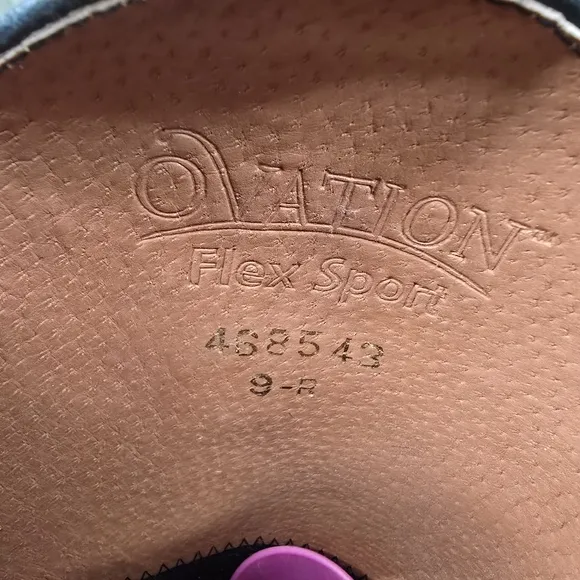 OVATION™
Flex Sport
468543
9-R